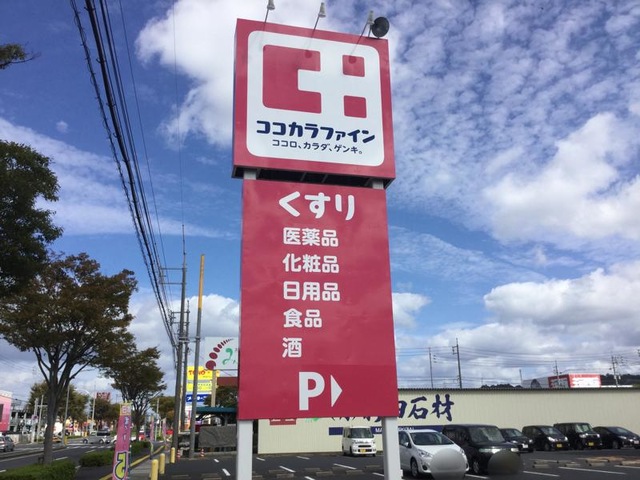 ココカラファイン
ココロ、カラダ、ゲンキ。
くすり
医薬品
化粧品
日用品
食品
酒
P
石材